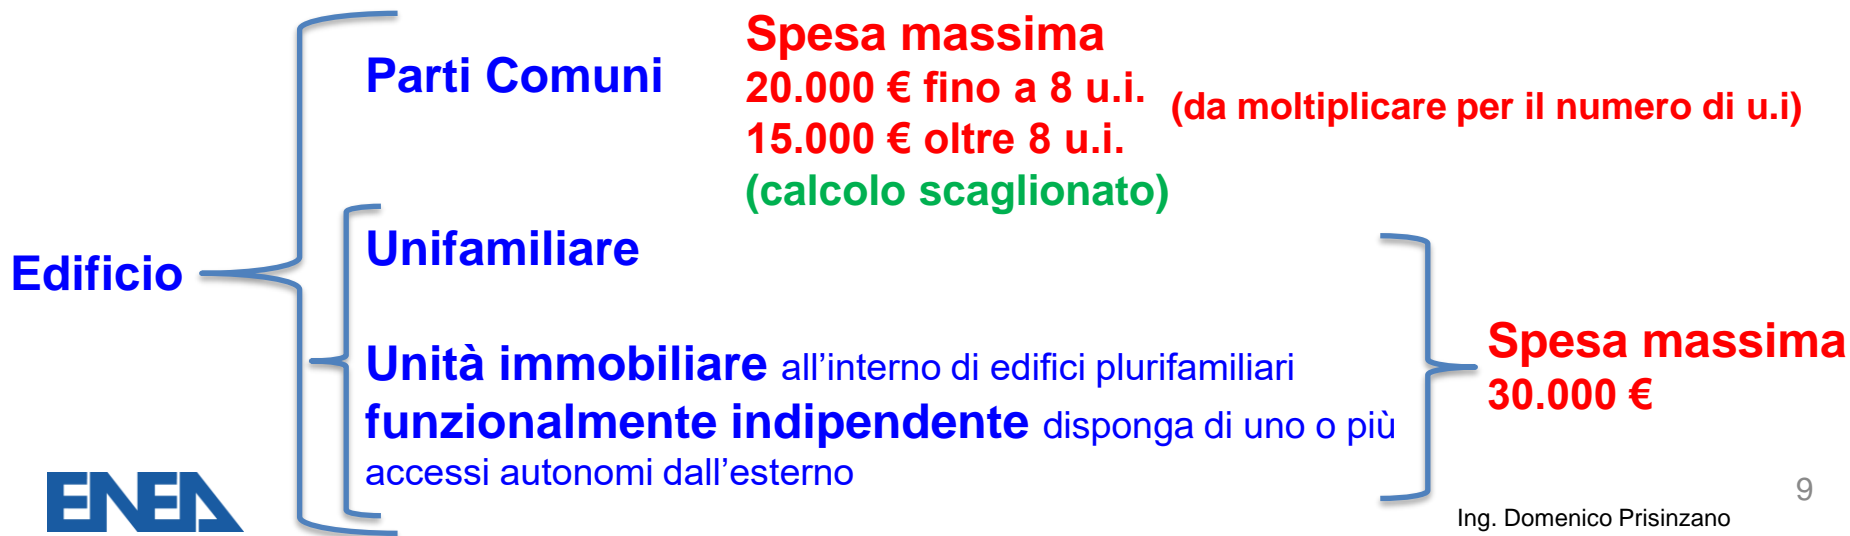 Edificio
Parti Comuni
Spesa massima
20.000 € fino a 8 u.i.
15.000 € oltre 8 u.i.
(da moltiplicare per il numero di u.i)
(calcolo scaglionato)
Unifamiliare
Unità immobiliare all'interno di edifici plurifamiliari
funzionalmente indipendente disponga di uno o più
accessi autonomi dall'esterno
Spesa massima
30.000 €
ENEA
Ing. Domenico Prisinzano
9